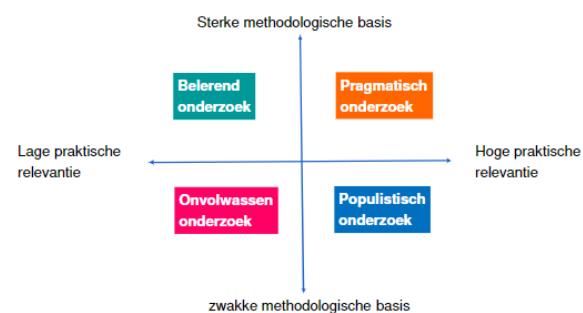 Sterke methodologische basis
Belerend
onderzoek
Pragmatisch
onderzoek
Lage praktische
relevantie
Hoge praktische
relevantie
Onvolwassen
onderzoek
Populistisch
onderzoek
zwakke methodologische basis